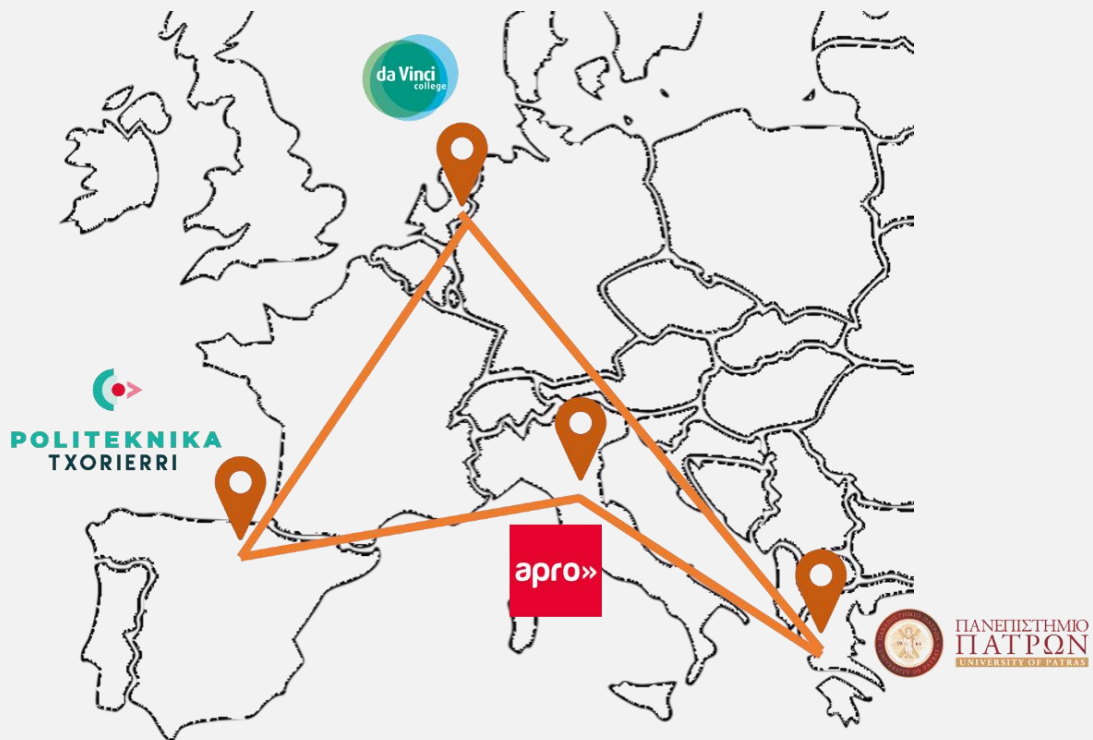 da Vinci
college
POLITEKNIKA
TXORIERRI
apro»
ΠΑΝΕΠΙΣΤΗΜΙΟ
ΠΑΤΡΩΝ
UNIVERSITY OF PATRAS